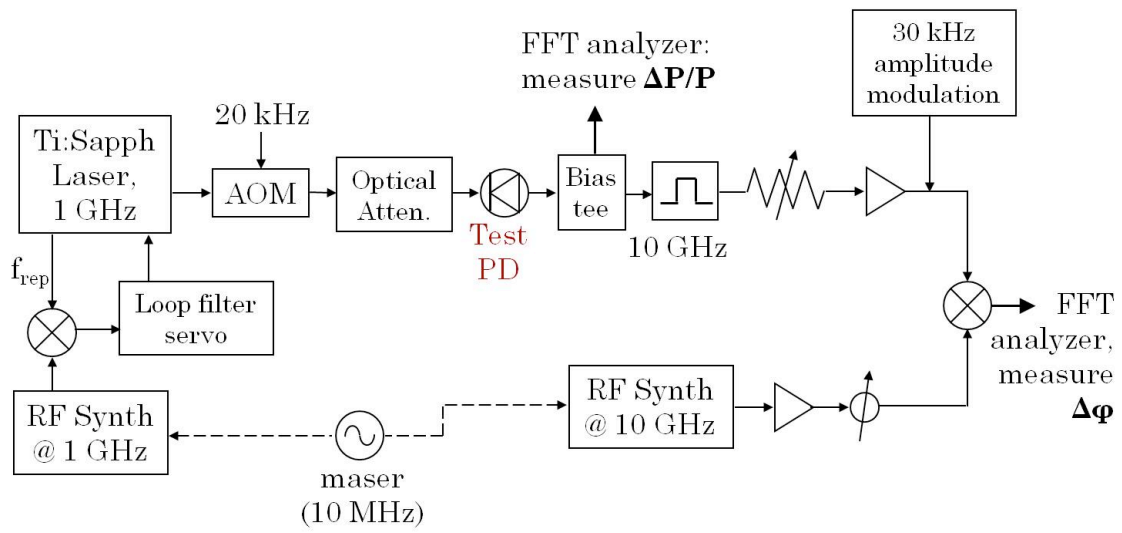 FFT analyzer:
measure ΔP/P
30 kHz
amplitude
modulation
20 kHz
Ti:Sapph
Laser,
1 GHz
AOM
Optical
Atten.
Test
PD
Bias
tee
10 GHz
f_rep
Loop filter
servo
FFT
analyzer,
measure
Δφ
RF Synth
@ 1 GHz
maser
(10 MHz)
RF Synth
@ 10 GHz